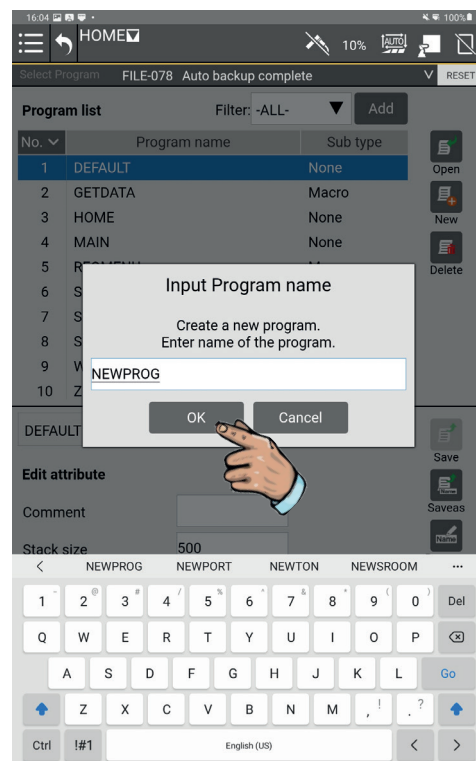 16:04 100%
HOME
10% AUTO
Select Program FILE-078 Auto backup complete RESET
Program list Filter: -ALL- Add
No. Program name Sub type
1 DEFAULT None Open
2 GETDATA Macro
3 HOME None New
4 MAIN None
5 Delete
6 S
7 S
8 S
9 W
10 Z
Input Program name
Create a new program.
Enter name of the program.
NEWPROG
OK Cancel
DEFAULT
Save
Edit attribute
Comment Saveas
Name
Stack size 500
< NEWPROG NEWPORT NEWTON NEWSROOM ...
1 - 2 @ 3 # 4 / 5 % 6 ^ 7 & 8 * 9 ( 0 ) Del
Q W E R T Y U I O P
A S D F G H J K L Go
Z X C V B N M , ! . ?
Ctrl !#1 English (US) < >